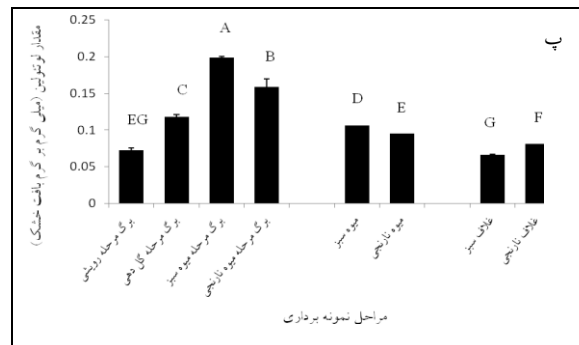 پ
مقدار لوتئولین (میلی گرم بر گرم بافت خشک)
0.25
0.2
0.15
0.1
0.05
0
EG
C
A
B
D
E
G
F
برگ مرحله رویشی
برگ مرحله گل دهی
برگ مرحله میوه سبز
برگ مرحله میوه نارنجی
میوه سبز
میوه نارنجی
غلاف سبز
غلاف نارنجی
مراحل نمونه برداری